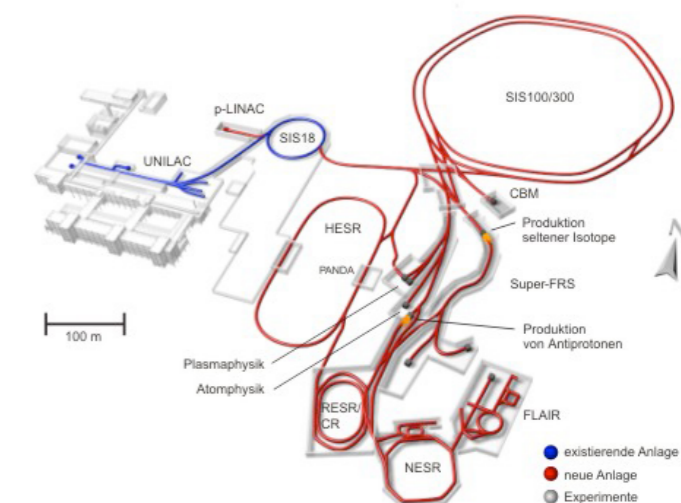 SIS100/300
p-LINAC
SIS18
UNILAC
CBM
HESR
Produktion
seltener Isotope
N
PANDA
Super-FRS
100 m
Produktion
von Antiprotonen
Plasmaphysik
Atomphysik
RESR/
CR
FLAIR
NESR
existierende Anlage
neue Anlage
Experimente